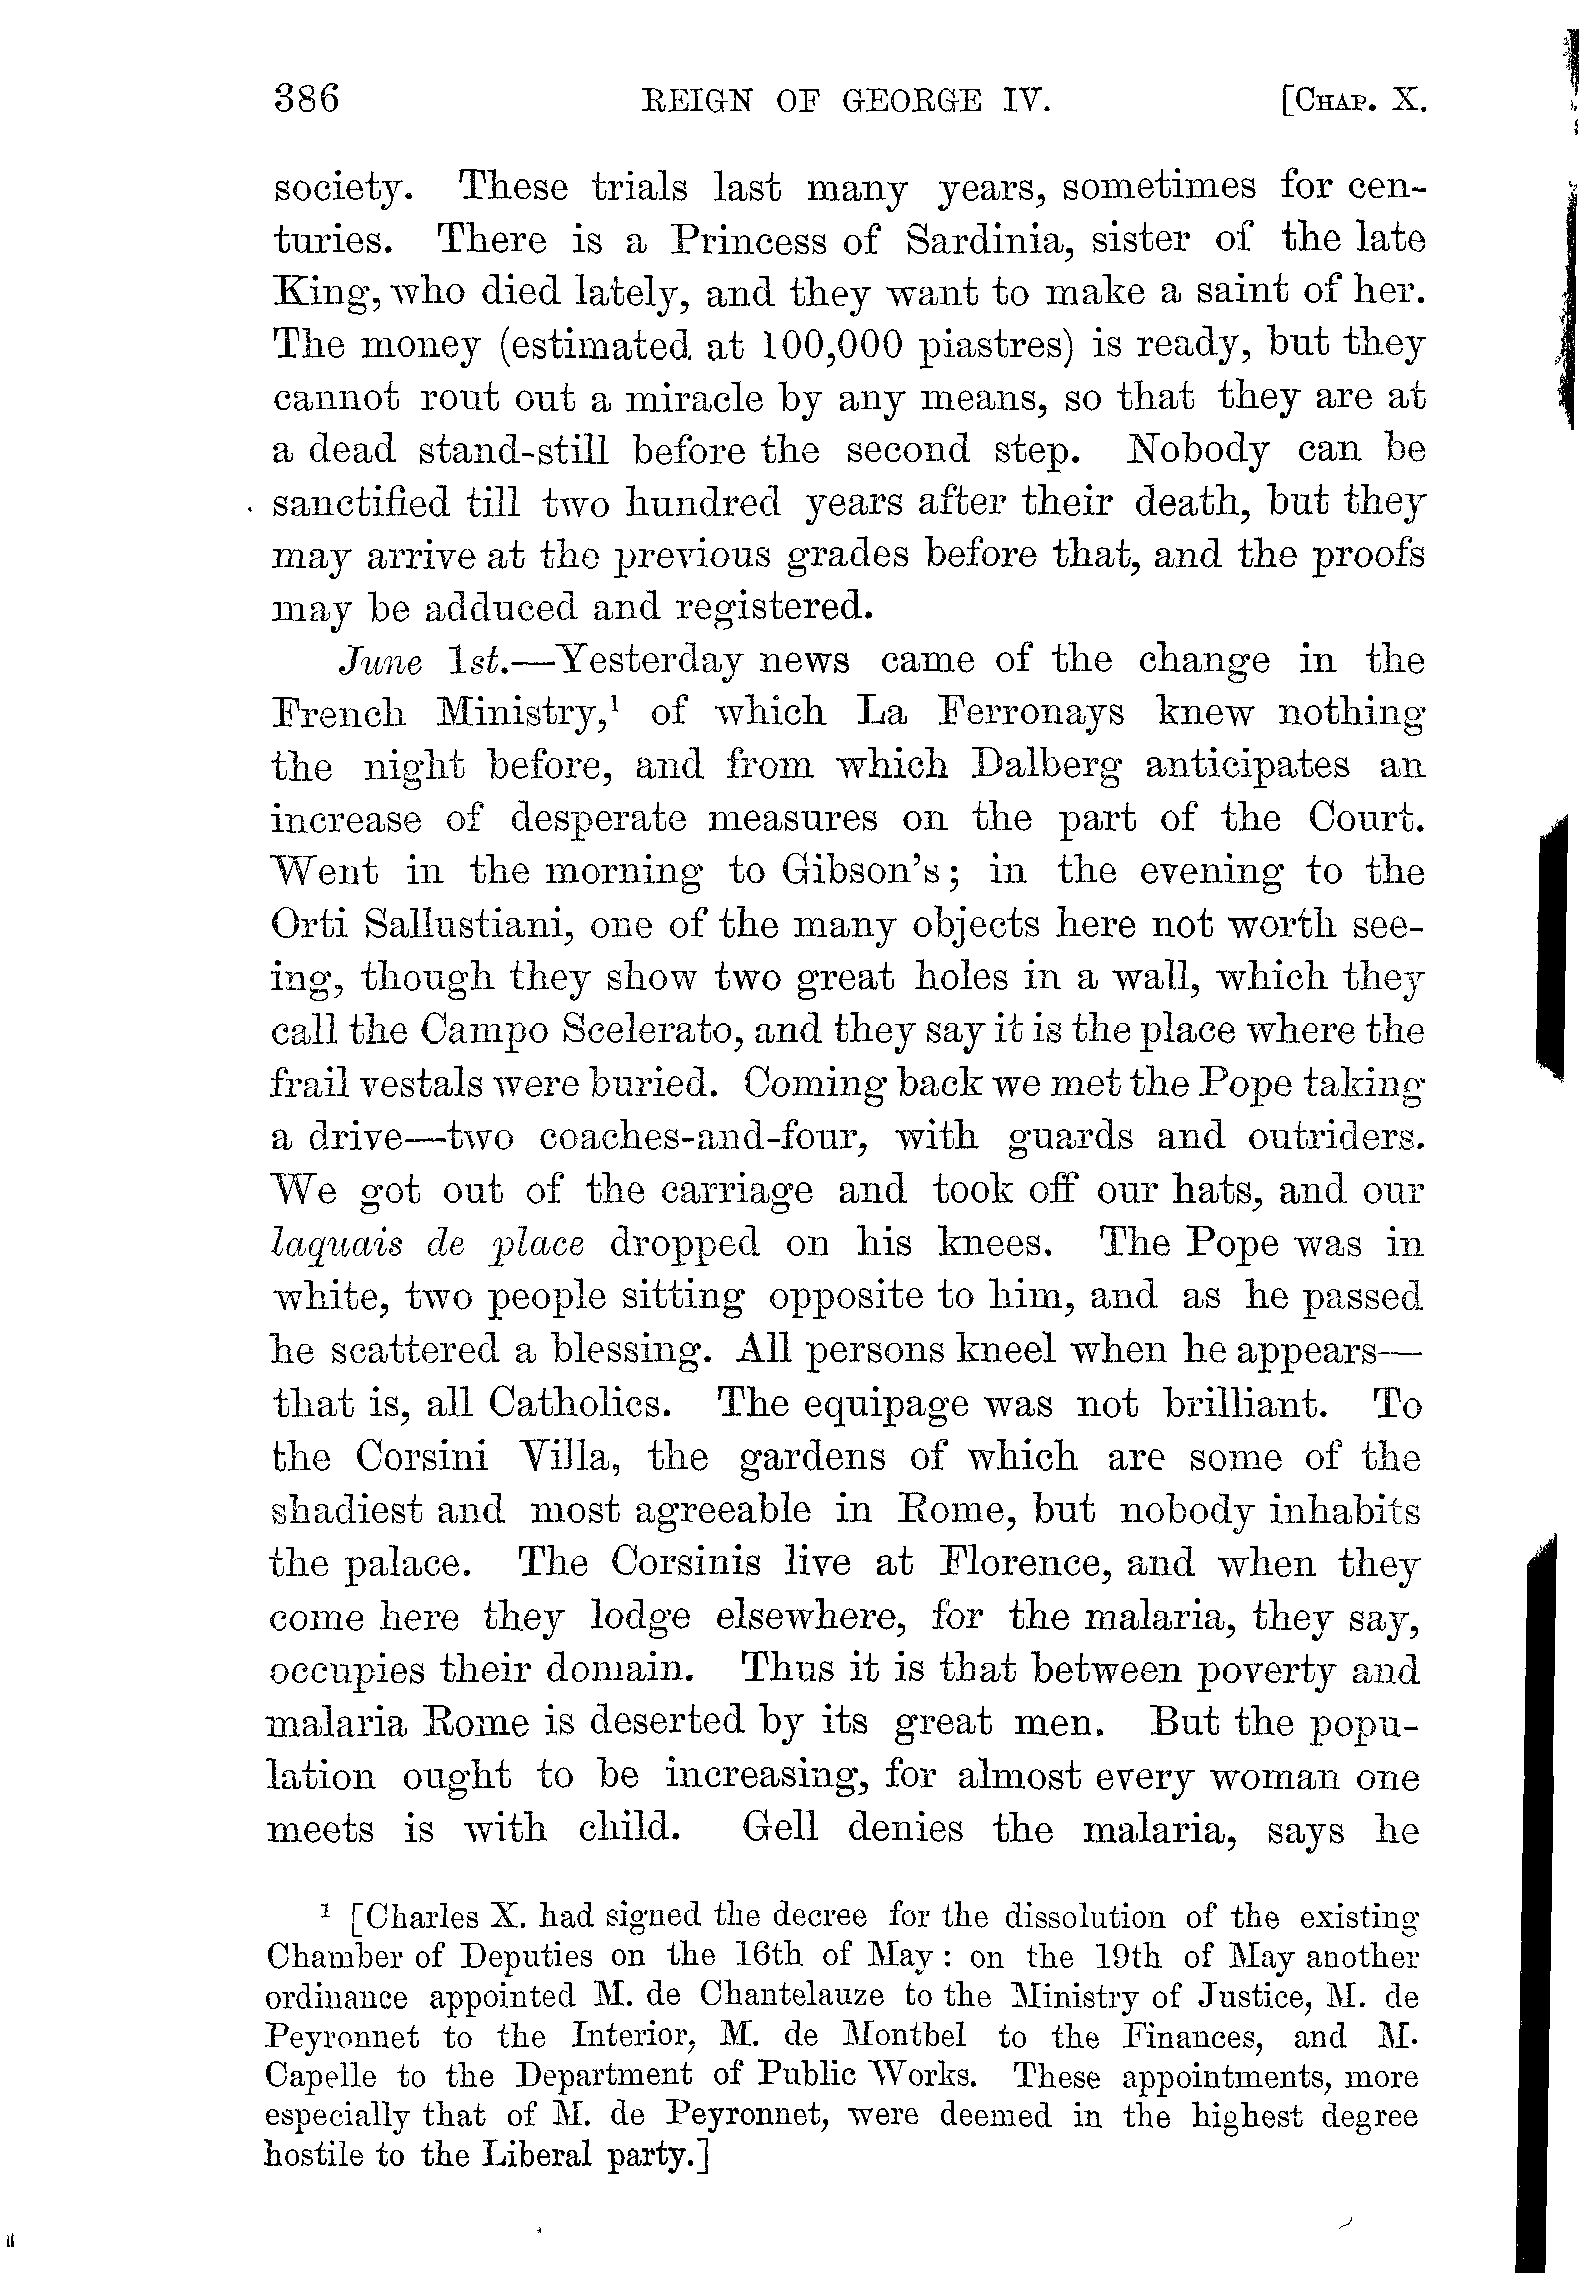 386 REIGN OF GEORGE IV. [CHAP. X.
society. These trials last many years, sometimes for cen-
turies. There is a Princess of Sardinia, sister of the late
King, who died lately, and they want to make a saint of her.
The money (estimated at 100,000 piastres) is ready, but they
cannot rout out a miracle by any means, so that they are at
a dead stand-still before the second step. Nobody can be
sanctified till two hundred years after their death, but they
may arrive at the previous grades before that, and the proofs
may be adduced and registered.
June 1st.—Yesterday news came of the change in the
French Ministry,¹ of which La Ferronays knew nothing
the night before, and from which Dalberg anticipates an
increase of desperate measures on the part of the Court.
Went in the morning to Gibson's; in the evening to the
Orti Sallustiani, one of the many objects here not worth see-
ing, though they show two great holes in a wall, which they
call the Campo Scelerato, and they say it is the place where the
frail vestals were buried. Coming back we met the Pope taking
a drive—two coaches-and-four, with guards and outriders.
We got out of the carriage and took off our hats, and our
laquais de place dropped on his knees. The Pope was in
white, two people sitting opposite to him, and as he passed
he scattered a blessing. All persons kneel when he appears—
that is, all Catholics. The equipage was not brilliant. To
the Corsini Villa, the gardens of which are some of the
shadiest and most agreeable in Rome, but nobody inhabits
the palace. The Corsinis live at Florence, and when they
come here they lodge elsewhere, for the malaria, they say,
occupies their domain. Thus it is that between poverty and
malaria Rome is deserted by its great men. But the popu-
lation ought to be increasing, for almost every woman one
meets is with child. Gell denies the malaria, says he
¹ [Charles X. had signed the decree for the dissolution of the existing
Chamber of Deputies on the 16th of May: on the 19th of May another
ordinance appointed M. de Chantelauze to the Ministry of Justice, M. de
Peyronnet to the Interior, M. de Montbel to the Finances, and M.
Capelle to the Department of Public Works. These appointments, more
especially that of M. de Peyronnet, were deemed in the highest degree
hostile to the Liberal party.]